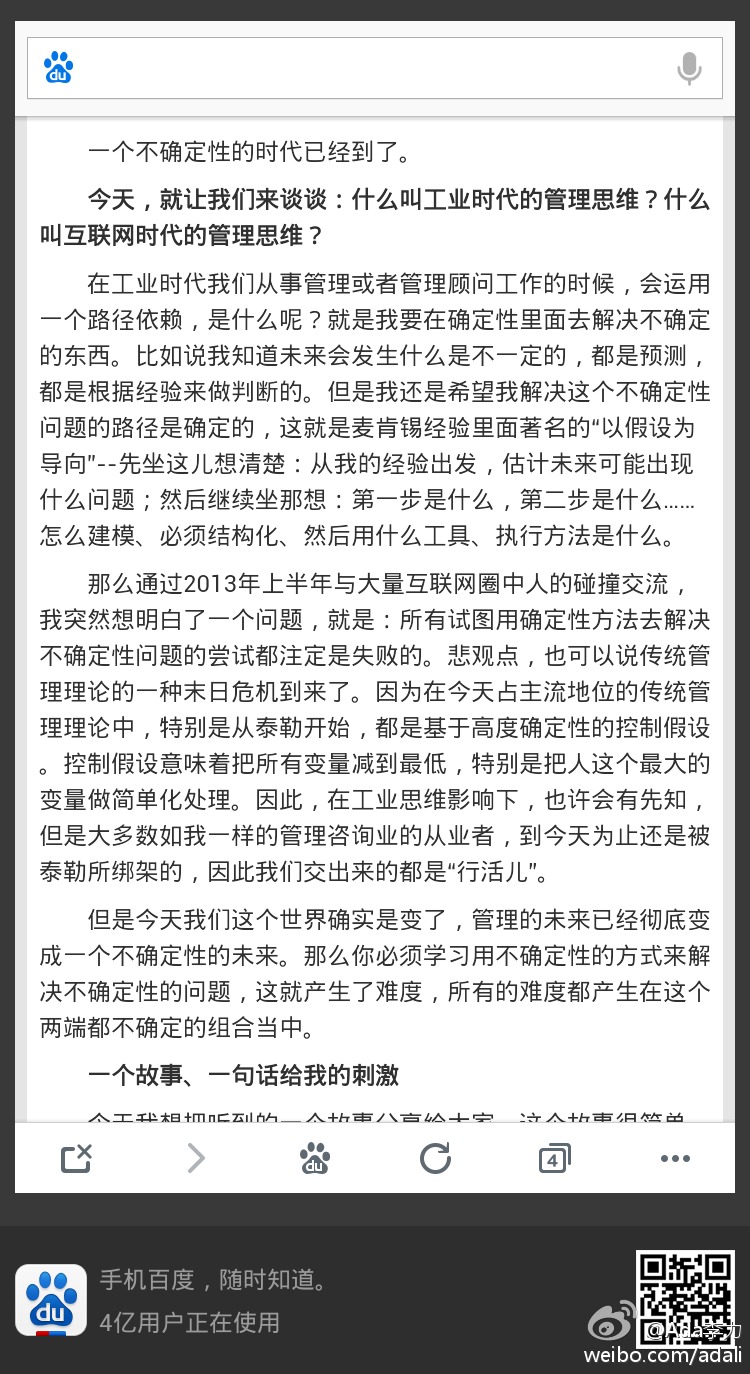 du
一个不确定性的时代已经到了。
今天，就让我们来谈谈：什么叫工业时代的管理思维？什么
叫互联网时代的管理思维？
在工业时代我们从事管理或者管理顾问工作的时候，会运用
一个路径依赖，是什么呢？就是我要在确定性里面去解决不确定
的东西。比如说我知道未来会发生什么是不一定的，都是预测，
都是根据经验来做判断的。但是我还是希望我解决这个不确定性
问题的路径是确定的，这就是麦肯锡经验里面著名的“以假设为
导向”--先坐这儿想清楚：从我的经验出发，估计未来可能出现
什么问题；然后继续坐那想：第一步是什么，第二步是什么……
怎么建模、必须结构化、然后用什么工具、执行方法是什么。
那么通过2013年上半年与大量互联网圈中人的碰撞交流，
我突然想明白了一个问题，就是：所有试图用确定性方法去解决
不确定性问题的尝试都注定是失败的。悲观点，也可以说传统管
理理论的一种末日危机到来了。因为在今天占主流地位的传统管
理理论中，特别是从泰勒开始，都是基于高度确定性的控制假设
。控制假设意味着把所有变量减到最低，特别是把人这个最大的
变量做简单化处理。因此，在工业思维影响下，也许会有先知，
但是大多数如我一样的管理咨询业的从业者，到今天为止还是被
泰勒所绑架的，因此我们交出来的都是“行活儿”。
但是今天我们这个世界确实是变了，管理的未来已经彻底变
成一个不确定性的未来。那么你必须学习用不确定性的方式来解
决不确定性的问题，这就产生了难度，所有的难度都产生在这个
两端都不确定的组合当中。
一个故事、一句话给我的刺激
今天我想把听到的一个故事分享给大家，这个故事很简单，
du
4
du
手机百度，随时知道。
4亿用户正在使用
@Ada李力
weibo.com/adali